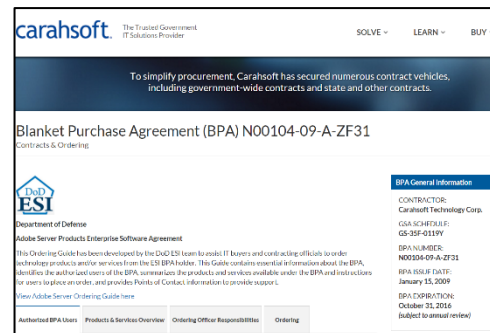 carahsoft.
The Trusted Government
IT Solutions Provider
SOLVE
LEARN
BUY
To simplify procurement, Carahsoft has secured numerous contract vehicles,
including government-wide contracts and state and other contracts.
Blanket Purchase Agreement (BPA) N00104-09-A-ZF31
Contracts & Ordering
DoD
ESI
Department of Defense
Adobe Server Products Enterprise Software Agreement
This Ordering Guide has been developed by the DoD ESI team to assist IT buyers and contracting officials to order
technology products and/or services from the ESI BPA holder. This Guide contains essential information about the BPA,
identifies the authorized users of the BPA, summarizes the products and services available under the BPA and instructions
for users to place an order, and provides Points of Contact information to provide support.
View Adobe Server Ordering Guide here
Authorized BPA Users
Products & Services Overview
Ordering Officer Responsibilities
Ordering
BPA General Information
CONTRACTOR:
Carahsoft Technology Corp.
GSA SCHEDULE:
GS-35F-0119Y
BPA NUMBER:
N00104-09-A-ZF31
BPA ISSUE DATE:
January 15, 2009
BPA EXPIRATION:
October 31, 2016
(subject to annual review)